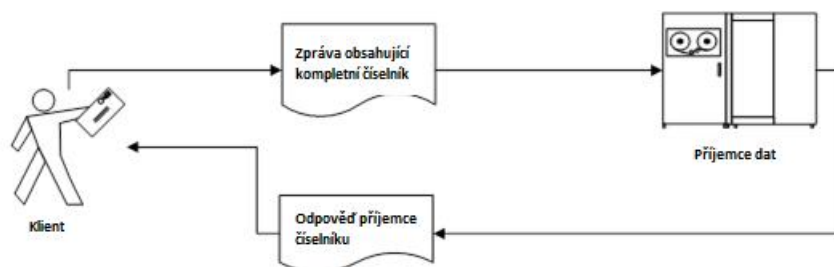 Zpráva obsahující
kompletní číselník
Příjemce dat
Klient
Odpověď příjemce
číselníku